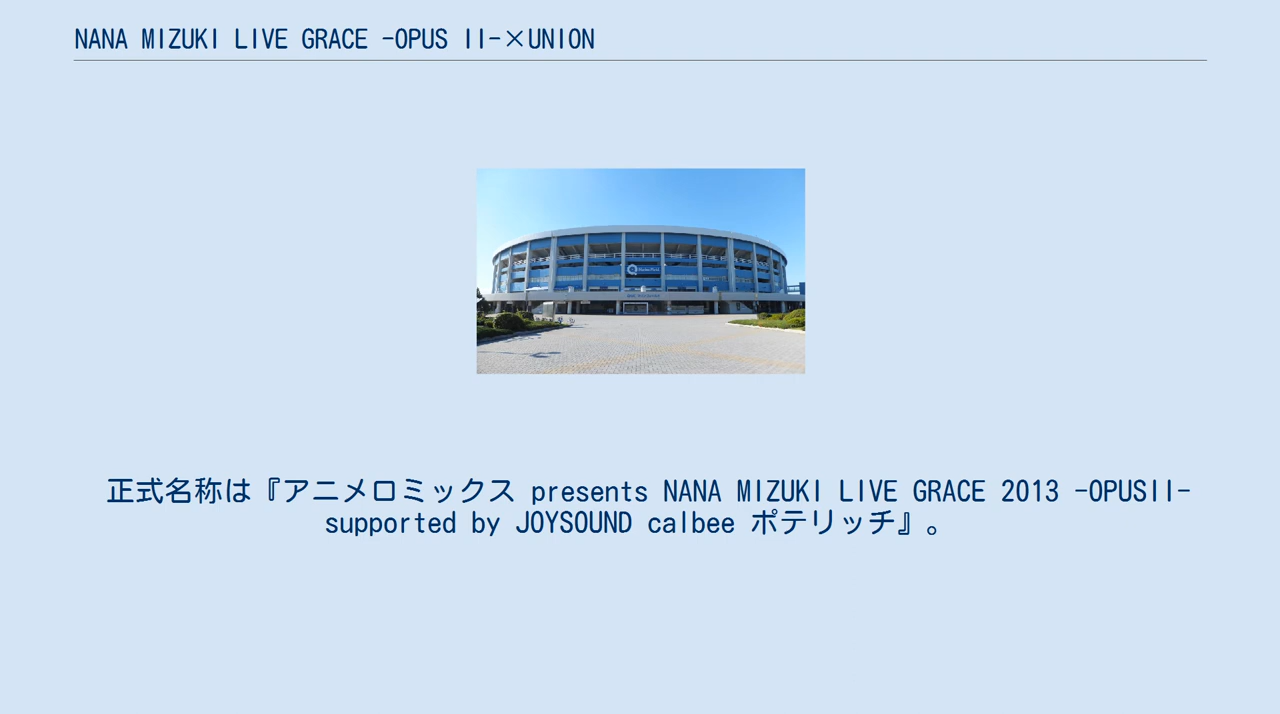 NANA MIZUKI LIVE GRACE -OPUS II-×UNION
正式名称は『アニメロミックス presents NANA MIZUKI LIVE GRACE 2013 -OPUSII-
supported by JOYSOUND calbee ポテリッチ』。